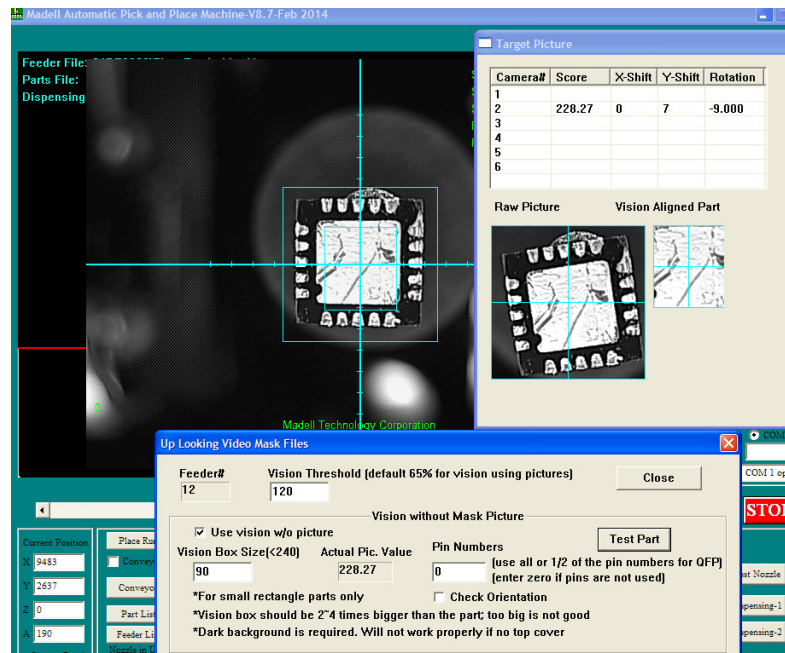 Madell Automatic Pick and Place Machine-V8.7-Feb 2014
Feeder File:
Parts File:
Dispensing
0
Madell Technology Corporation
Target Picture
Camera# Score X-Shift Y-Shift Rotation
1
2 228.27 0 7 -9.000
3
4
5
6
Raw Picture Vision Aligned Part
Up Looking Video Mask Files
Feeder# Vision Threshold (default 65% for vision using pictures)
12 120 Close
Vision without Mask Picture
Use vision w/o picture Test Part
Vision Box Size(<240) Actual Pic. Value Pin Numbers
90 228.27 0 (use all or 1/2 of the pin numbers for QFP)
(enter zero if pins are not used)
*For small rectangle parts only Check Orientation
*Vision box should be 2~4 times bigger than the part; too big is not good
*Dark background is required. Will not work properly if no top cover
Current Position
X 9483
Y 2637
Z 0
A 190
Place Ru
Convey
Conveyo
Part List
Feeder Li
Nozzle in U
COM
COM 1 op
STO
st Nozzle
spensing-1
spensing-2